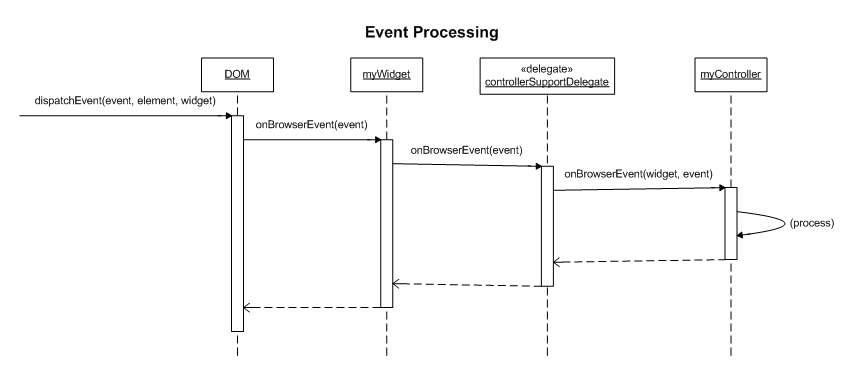 Event Processing
DOM
myWidget
«delegate»
controllerSupportDelegate
myController
dispatchEvent(event, element, widget)
onBrowserEvent(event)
onBrowserEvent(event)
onBrowserEvent(widget, event)
(process)